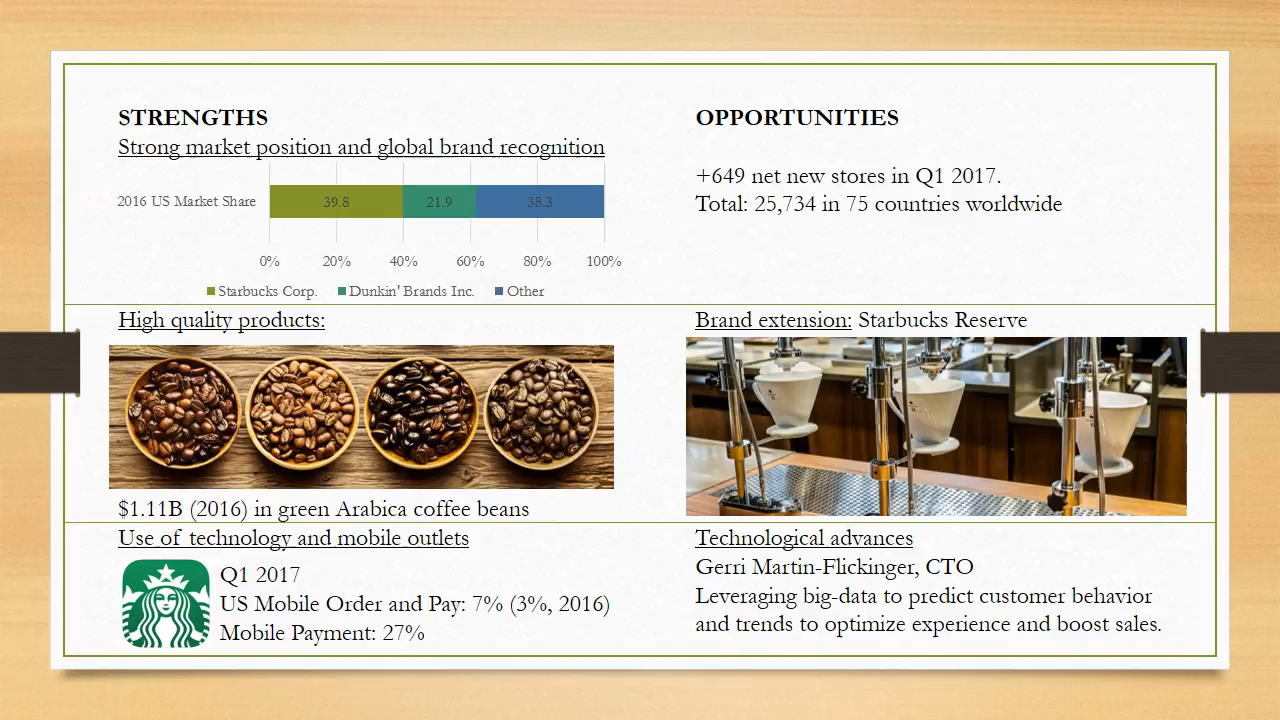 STRENGTHS
Strong market position and global brand recognition
2016 US Market Share
39.8
21.9
38.3
0%
20%
40%
60%
80%
100%
Starbucks Corp.
Dunkin' Brands Inc.
Other
High quality products:
$1.11B (2016) in green Arabica coffee beans
Use of technology and mobile outlets
Q1 2017
US Mobile Order and Pay: 7% (3%, 2016)
Mobile Payment: 27%
OPPORTUNITIES
+649 net new stores in Q1 2017.
Total: 25,734 in 75 countries worldwide
Brand extension: Starbucks Reserve
Technological advances
Gerri Martin-Flickinger, CTO
Leveraging big-data to predict customer behavior
and trends to optimize experience and boost sales.